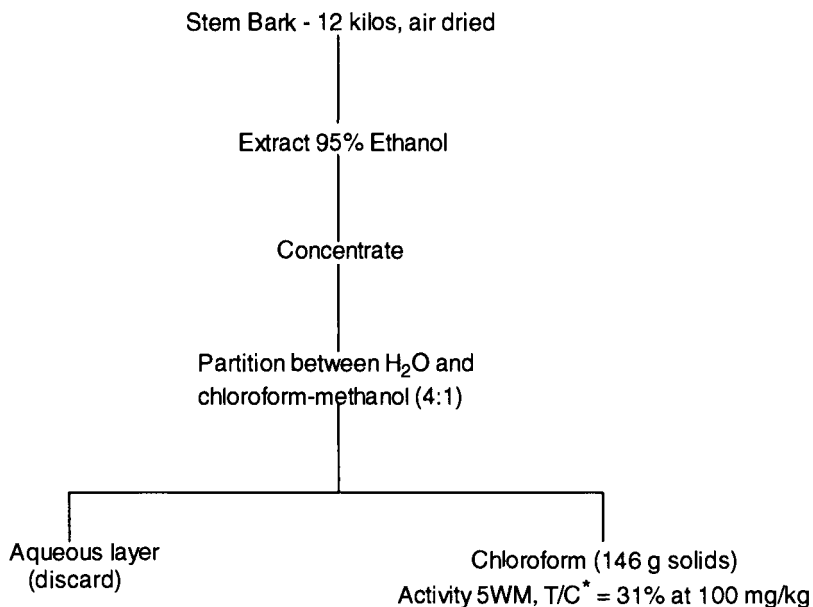 Stem Bark - 12 kilos, air dried
Extract 95% Ethanol
Concentrate
Partition between H₂O and
chloroform-methanol (4:1)
Aqueous layer
(discard)
Chloroform (146 g solids)
Activity 5WM, T/C* = 31% at 100 mg/kg